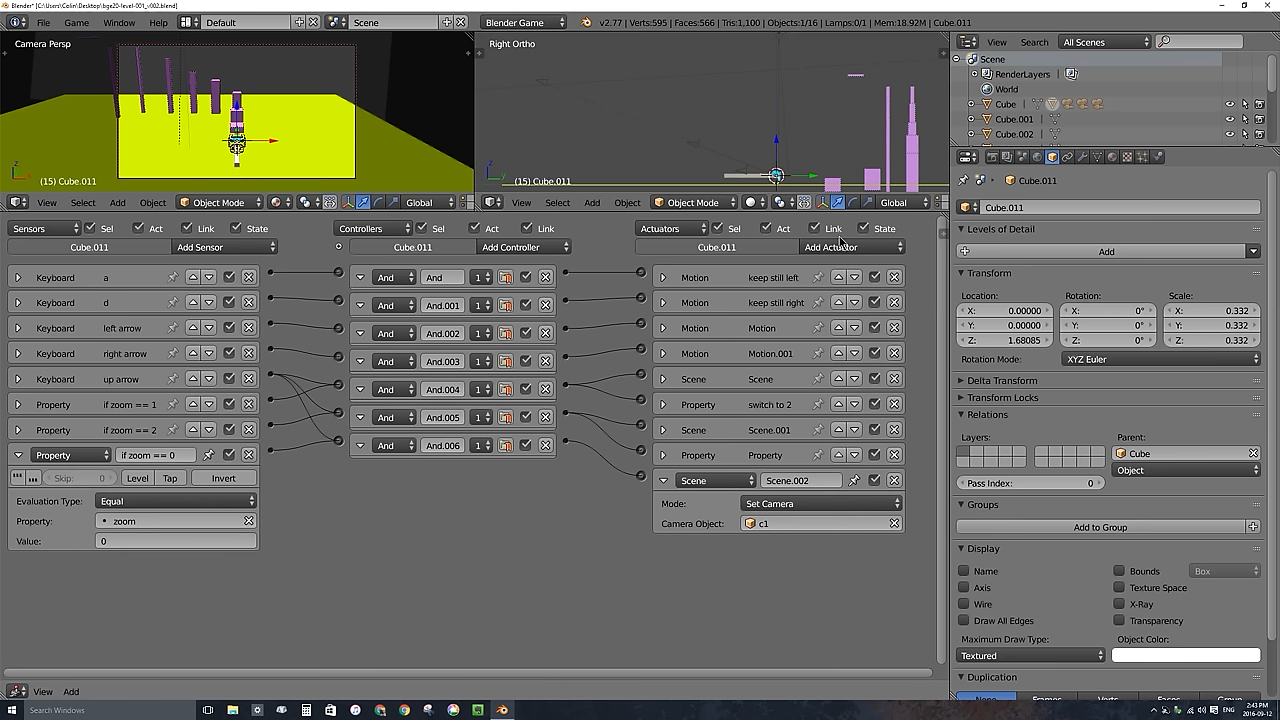 Blender* [C:\Users\Colin\Desktop\bge20-level-001_v002.blend]
File Game Window Help Default Scene Blender Game v2.77 | Verts:595 | Faces:566 | Tris:1,100 | Objects:1/16 | Lamps:0/1 | Mem:18.92M | Cube.011
Camera Persp
(15) Cube.011
View Select Add Object Object Mode Global
Right Ortho
(15) Cube.011
View Select Add Object Object Mode Global
Sensors Sel Act Link State
Cube.011 Add Sensor
Keyboard a
Keyboard d
Keyboard left arrow
Keyboard right arrow
Keyboard up arrow
Property if zoom == 1
Property if zoom == 2
Property if zoom == 0
Skip: 0 Level Tap Invert
Evaluation Type: Equal
Property: zoom
Value: 0
Controllers Sel Act Link
Cube.011 Add Controller
And And 1
And And.001 1
And And.002 1
And And.003 1
And And.004 1
And And.005 1
And And.006 1
Actuators Sel Act Link State
Cube.011 Add Actuator
Motion keep still left
Motion keep still right
Motion Motion
Motion Motion.001
Scene Scene
Property switch to 2
Scene Scene.001
Property Property
Scene Scene.002
Mode: Set Camera
Camera Object: c1
View Add
View Search All Scenes
Scene
RenderLayers
World
Cube
Cube.001
Cube.002
Cube.011
Cube.011
Levels of Detail
Add
Transform
Location: Rotation: Scale:
X: 0.00000 X: 0° X: 0.332
Y: 0.00000 Y: 0° Y: 0.332
Z: 1.68085 Z: 0° Z: 0.332
Rotation Mode: XYZ Euler
Delta Transform
Transform Locks
Relations
Layers: Parent:
Cube
Object
Pass Index: 0
Groups
Add to Group
Display
Name Bounds Box
Axis Texture Space
Wire X-Ray
Draw All Edges Transparency
Maximum Draw Type: Object Color:
Textured
Duplication
None Frames Verts Faces Group
Search Windows
ENG
2:43 PM
2016-09-12